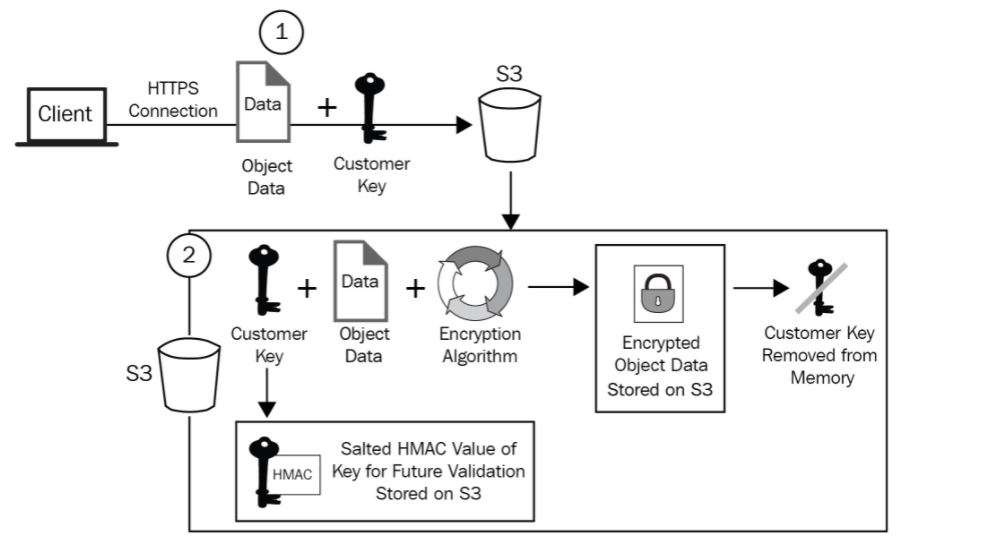 1
Client
HTTPS
Connection
Data
+
S3
Object
Data
Customer
Key
2
+
Data
+
Customer
Key
Object
Data
Encryption
Algorithm
Encrypted
Object Data
Stored on S3
Customer Key
Removed from
Memory
S3
HMAC
Salted HMAC Value of
Key for Future Validation
Stored on S3